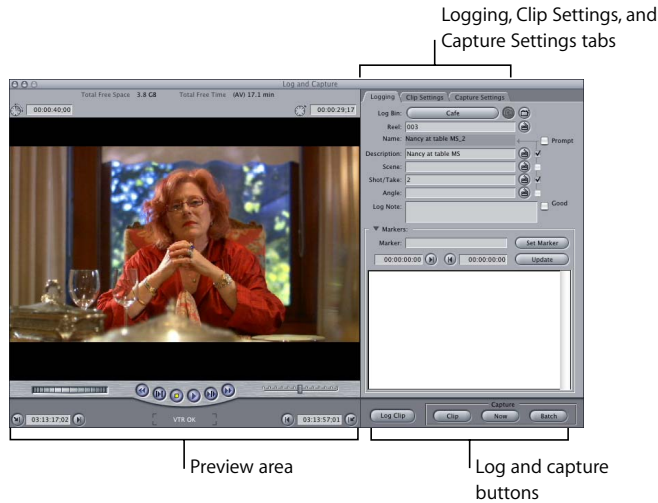 Logging, Clip Settings, and
Capture Settings tabs
Log and Capture
Total Free Space 3.8 GB Total Free Time (AV) 17.1 min
00:00:40;00
00:00:29;17
Logging Clip Settings Capture Settings
Log Bin: Cafe
Reel: 003
Name: Nancy at table MS_2 Prompt
Description: Nancy at table MS
Scene:
Shot/Take: 2
Angle:
Log Note: Good
Markers:
Marker: Set Marker
00:00:00:00 00:00:00:00 Update
03:13:17;02 VTR OK 03:13:57;01
Log Clip
Capture
Clip Now Batch
Preview area
Log and capture
buttons